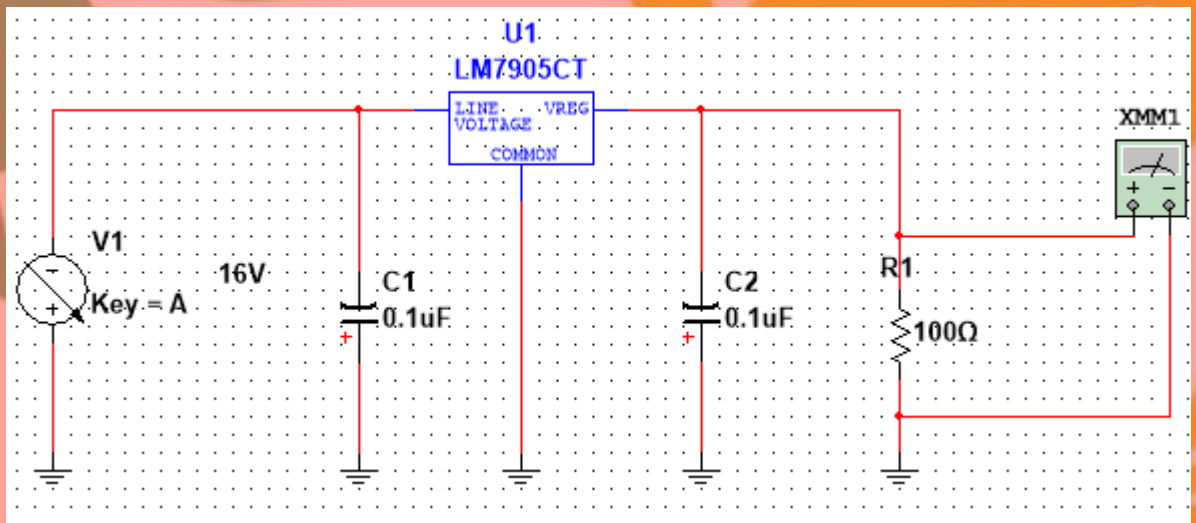 U1
LM7905CT
LINE VREG
VOLTAGE
COMMON
XMM1
+ −
V1
−
+
Key = A
16V
C1
0.1uF
+
C2
0.1uF
+
R1
100Ω